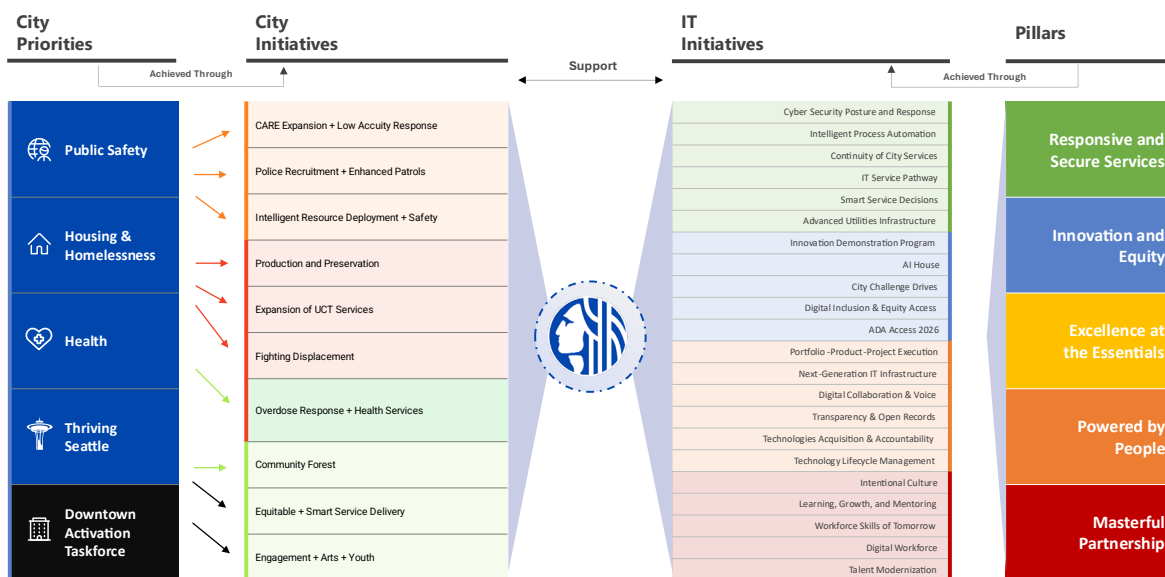 City
Priorities
City
Initiatives
IT
Initiatives
Pillars
Achieved Through
Support
Achieved Through
Public Safety
Housing &
Homelessness
Health
Thriving
Seattle
Downtown
Activation
Taskforce
CARE Expansion + Low Accuity Response
Police Recruitment + Enhanced Patrols
Intelligent Resource Deployment + Safety
Production and Preservation
Expansion of UCT Services
Fighting Displacement
Overdose Response + Health Services
Community Forest
Equitable + Smart Service Delivery
Engagement + Arts + Youth
Cyber Security Posture and Response
Intelligent Process Automation
Continuity of City Services
IT Service Pathway
Smart Service Decisions
Advanced Utilities Infrastructure
Innovation Demonstration Program
AI House
City Challenge Drives
Digital Inclusion & Equity Access
ADA Access 2026
Portfolio -Product -Project Execution
Next-Generation IT Infrastructure
Digital Collaboration & Voice
Transparency & Open Records
Technologies Acquisition & Accountability
Technology Lifecycle Management
Intentional Culture
Learning, Growth, and Mentoring
Workforce Skills of Tomorrow
Digital Workforce
Talent Modernization
Responsive and
Secure Services
Innovation and
Equity
Excellence at
the Essentials
Powered by
People
Masterful
Partnership